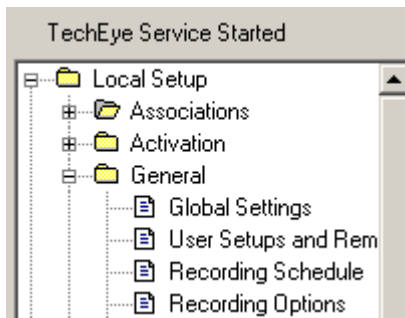 TechEye Service Started
Local Setup
Associations
Activation
General
Global Settings
User Setups and Rem
Recording Schedule
Recording Options